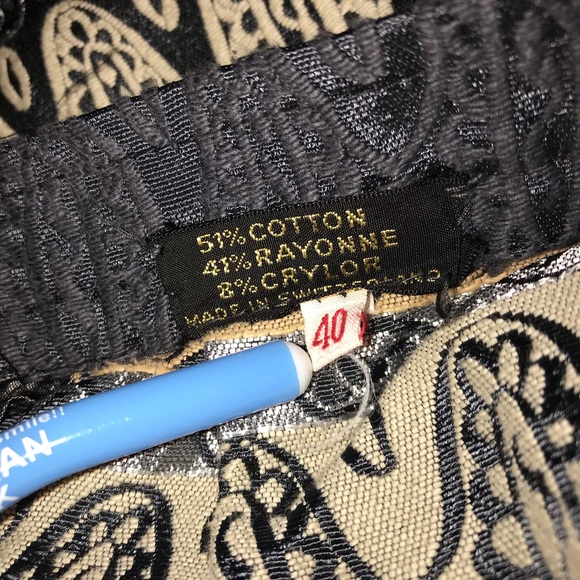 51% COTTON
41% RAYONNE
8% CRYLOR
MADE IN SWITZERLAND
40